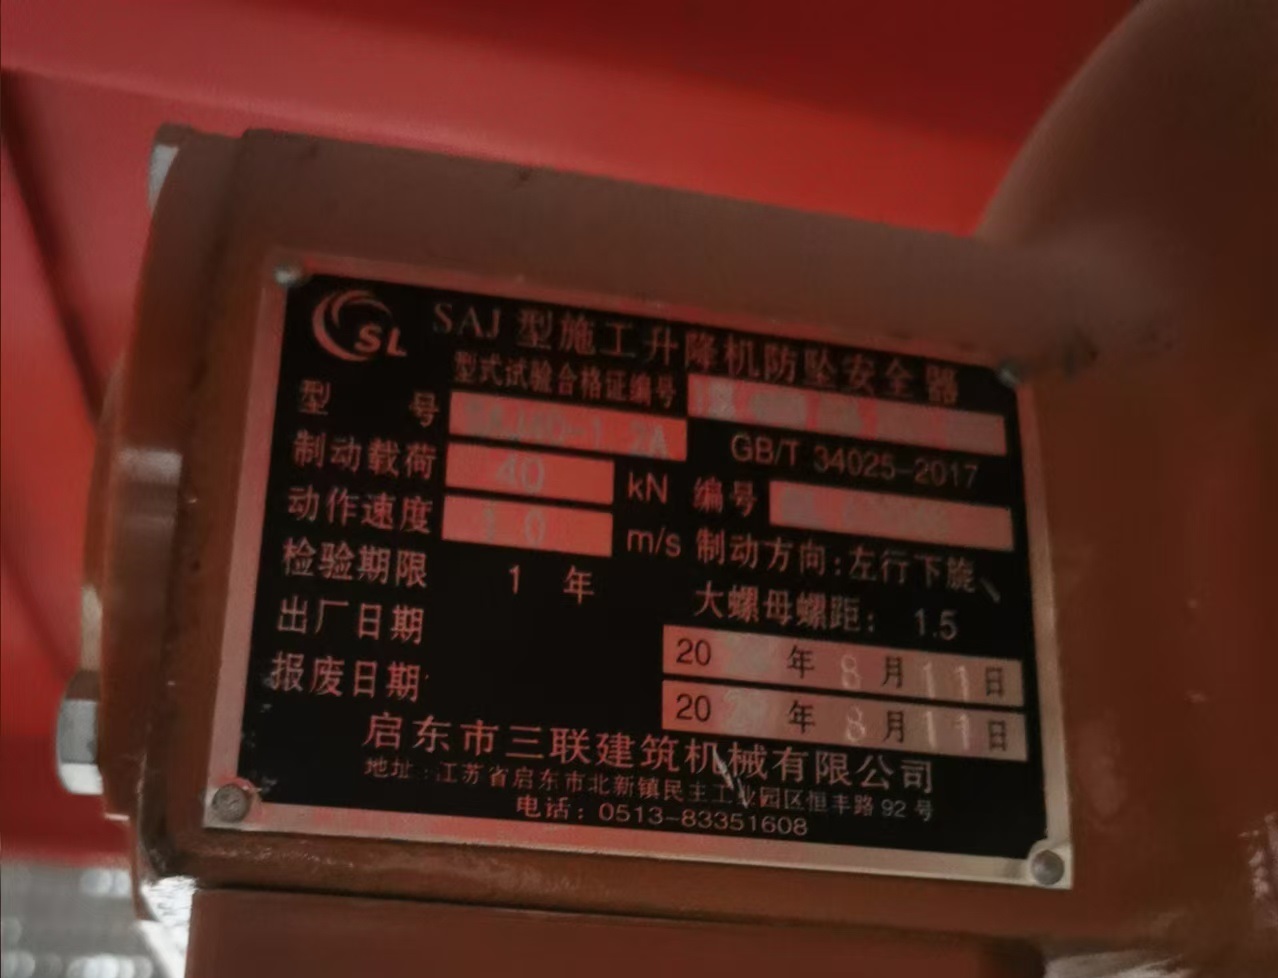 SL
SAJ 型施工升降机防坠安全器
型式试验合格证编号
型 号
GB/T 34025-2017
制动载荷 40 kN 编号
动作速度 1.0 m/s 制动方向:左行下旋
检验期限 1 年 大螺母螺距: 1.5
出厂日期 20 年 8 月 11 日
报废日期 20 年 8 月 11 日
启东市三联建筑机械有限公司
地址:江苏省启东市北新镇民主工业园区恒丰路 92 号
电话:0513-83351608